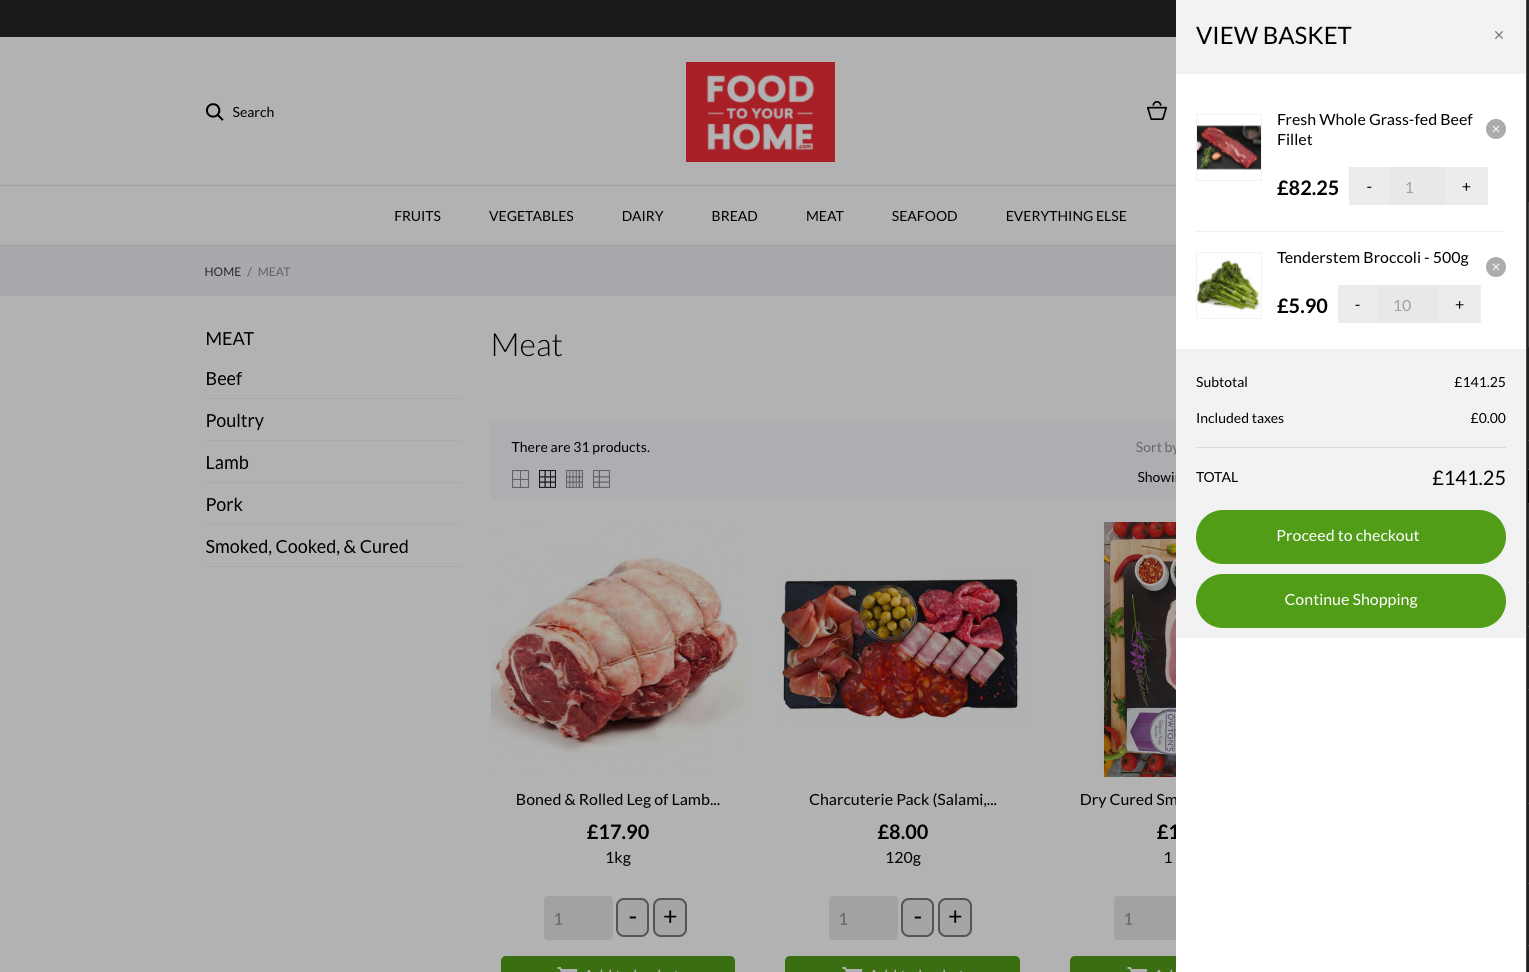 VIEW BASKET
×
Search
FOOD
TO YOUR
HOME
.com
FRUITS
VEGETABLES
DAIRY
BREAD
MEAT
SEAFOOD
EVERYTHING ELSE
HOME / MEAT
MEAT
Beef
Poultry
Lamb
Pork
Smoked, Cooked, & Cured
Meat
There are 31 products.
Sort by
Boned & Rolled Leg of Lamb...
£17.90
1kg
1
-
+
Charcuterie Pack (Salami,...
£8.00
120g
1
-
+
Dry Cured
1
1
Fresh Whole Grass-fed Beef
Fillet
£82.25
-
1
+
Tenderstem Broccoli - 500g
£5.90
-
10
+
Subtotal
£141.25
Included taxes
£0.00
TOTAL
£141.25
Proceed to checkout
Continue Shopping